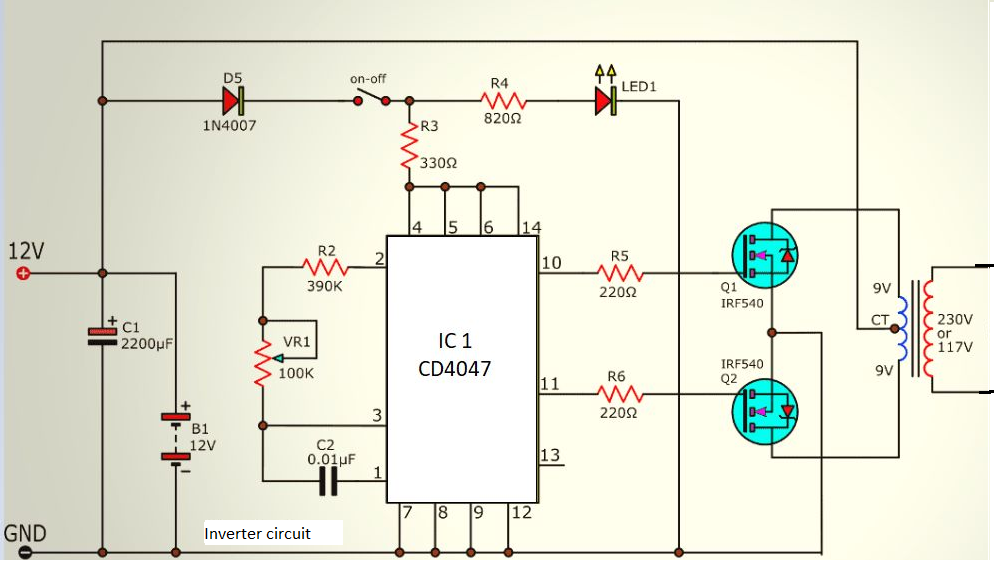 D5
1N4007
on-off
R4
820Ω
LED1
R3
330Ω
4
5
6
14
12V
+
R2
390K
2
10
R5
220Ω
Q1
IRF540
9V
CT
9V
230V
or
117V
+
C1
2200µF
VR1
100K
IC 1
CD4047
IRF540
Q2
11
R6
220Ω
3
+
B1
12V
−
C2
0.01µF
1
13
7
8
9
12
GND
−
Inverter circuit